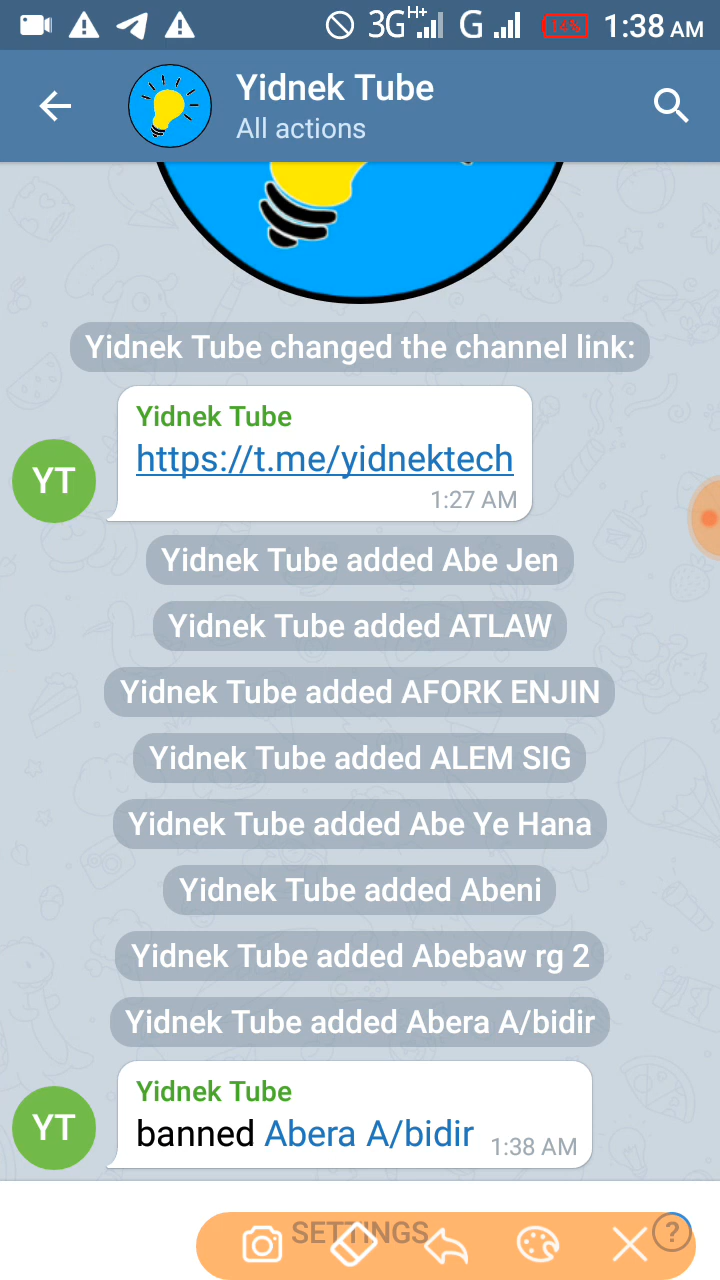 3G H+ G 14% 1:38 AM
Yidnek Tube
All actions
Yidnek Tube changed the channel link:
Yidnek Tube
https://t.me/yidnektech
YT
1:27 AM
Yidnek Tube added Abe Jen
Yidnek Tube added ATLAW
Yidnek Tube added AFORK ENJIN
Yidnek Tube added ALEM SIG
Yidnek Tube added Abe Ye Hana
Yidnek Tube added Abeni
Yidnek Tube added Abebaw rg 2
Yidnek Tube added Abera A/bidir
Yidnek Tube
YT
banned Abera A/bidir 1:38 AM
SETTINGS ?